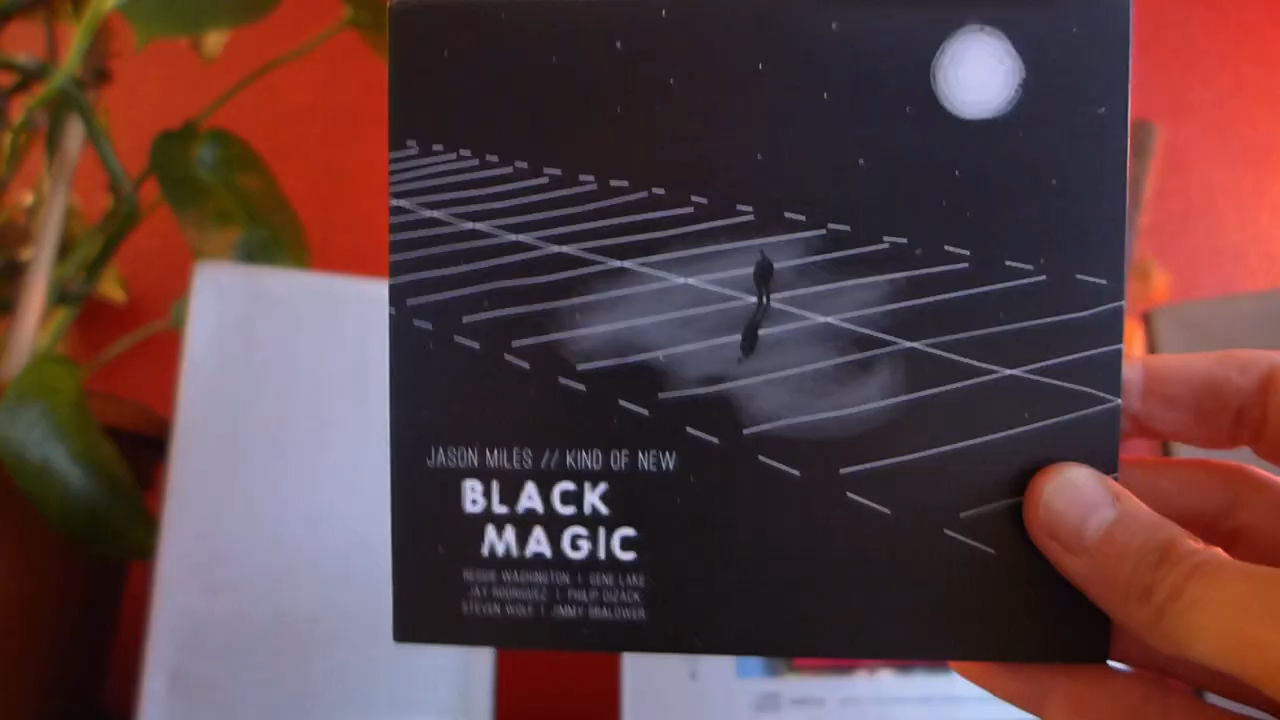 JASON MILES // KIND OF NEW
BLACK
MAGIC
REGGIE WASHINGTON | GENE LAKE
JAY RODRIGUEZ | PHILIP DIZACK
STEVEN WOLF | JIMMY BRALOWER